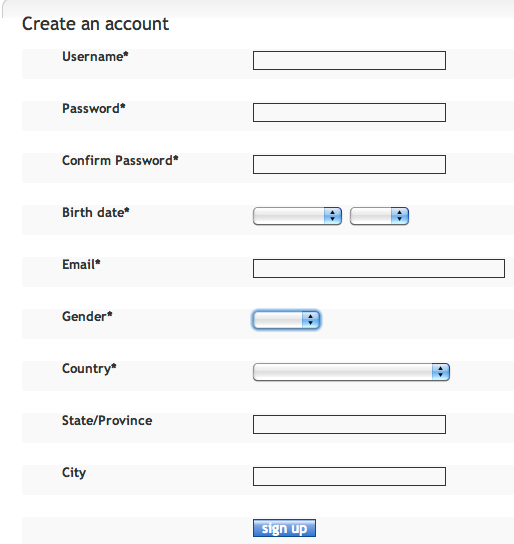 Create an account
Username*
Password*
Confirm Password*
Birth date*
Email*
Gender*
Country*
State/Province
City
sign up